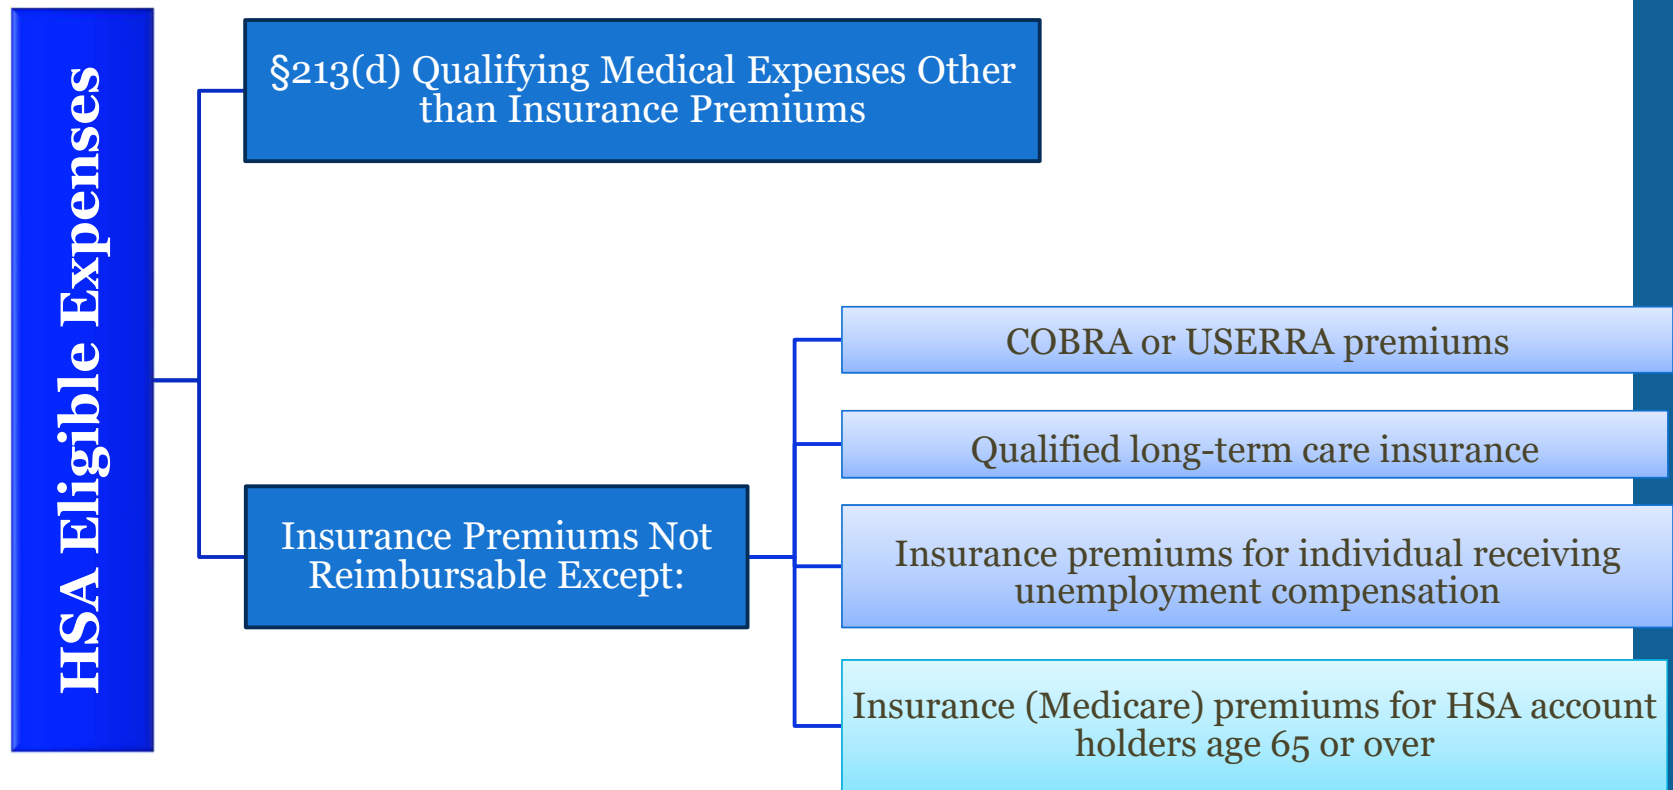 HSA Eligible Expenses
§213(d) Qualifying Medical Expenses Other
than Insurance Premiums
Insurance Premiums Not
Reimbursable Except:
COBRA or USERRA premiums
Qualified long-term care insurance
Insurance premiums for individual receiving
unemployment compensation
Insurance (Medicare) premiums for HSA account
holders age 65 or over